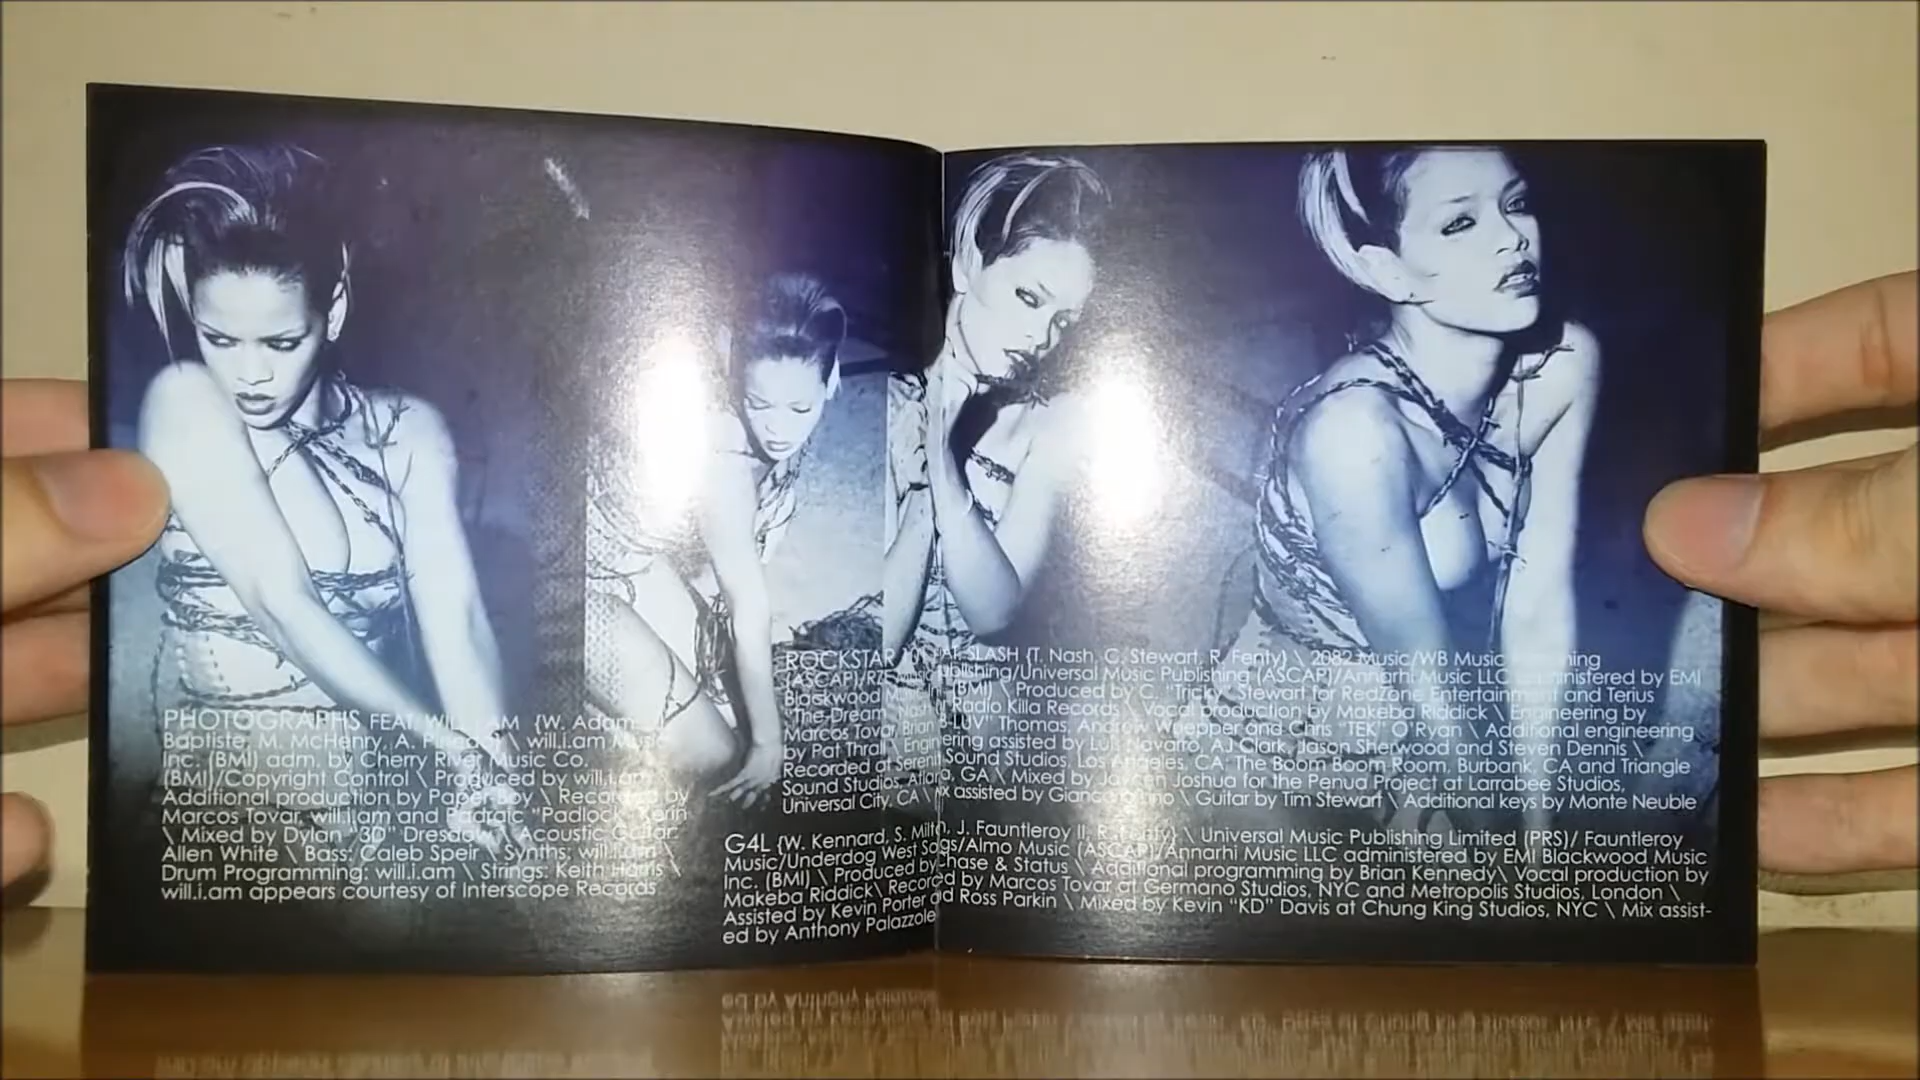 PHOTOGRAPHS FEAT. WILL.I.AM {W. Adams
Baptiste, M. McHenry, A. \ will.i.am Music
Inc. (BMI) adm. by Cherry River Music Co.
(BMI)/Copyright Control \ Produced by will.i.am
Additional production by Paper-Boy \ Recorded by
Marcos Tovar, will.i.am and Padraic "Padlock" Kerin
\ Mixed by Dylan "3D" Dresdow \ Acoustic Guitar:
Allen White \ Bass: Caleb Speir \ Synths: will.i.am \
Drum Programming: will.i.am \ Strings: Keith Harris \
will.i.am appears courtesy of Interscope Records
ROCKSTAR 101 FEAT. SLASH {T. Nash, C. Stewart, R. Fenty} \ 2082 Music/WB Music
(ASCAP)/RZE Music Publishing/Universal Music Publishing (ASCAP)/Annarhi Music LLC administered by EMI
Blackwood Music Inc. (BMI) \ Produced by C. "Tricky" Stewart for RedZone Entertainment and Terius
"The-Dream" Nash Radio Killa Records \ Vocal production by Makeba Riddick \ Engineering by
Marcos Tovar, Brian "B-LUV" Thomas, Andrew Wuepper and Chris "TEK" O'Ryan \ Additional engineering
by Pat Thrall \ Engineering assisted by Luis Navarro, AJ Clark, Jason Sherwood and Steven Dennis \
Recorded at Serenity Sound Studios, Los Angeles, CA; The Boom Boom Room, Burbank, CA and Triangle
Sound Studios, Atlanta, GA \ Mixed by Jaycen Joshua for the Penua Project at Larrabee Studios,
Universal City, CA \ Mix assisted by Giancarlo Lino \ Guitar by Tim Stewart \ Additional keys by Monte Neuble
G4L {W. Kennard, S. Milton, J. Fauntleroy II, R. Fenty} \ Universal Music Publishing Limited (PRS)/ Fauntleroy
Music/Underdog West Songs/Almo Music (ASCAP)/Annarhi Music LLC administered by EMI Blackwood Music
Inc. (BMI) \ Produced by Chase & Status \ Additional programming by Brian Kennedy\ Vocal production by
Makeba Riddick\ Recorded by Marcos Tovar at Germano Studios, NYC and Metropolis Studios, London \
Assisted by Kevin Porter and Ross Parkin \ Mixed by Kevin "KD" Davis at Chung King Studios, NYC \ Mix assist-
ed by Anthony Palazzole